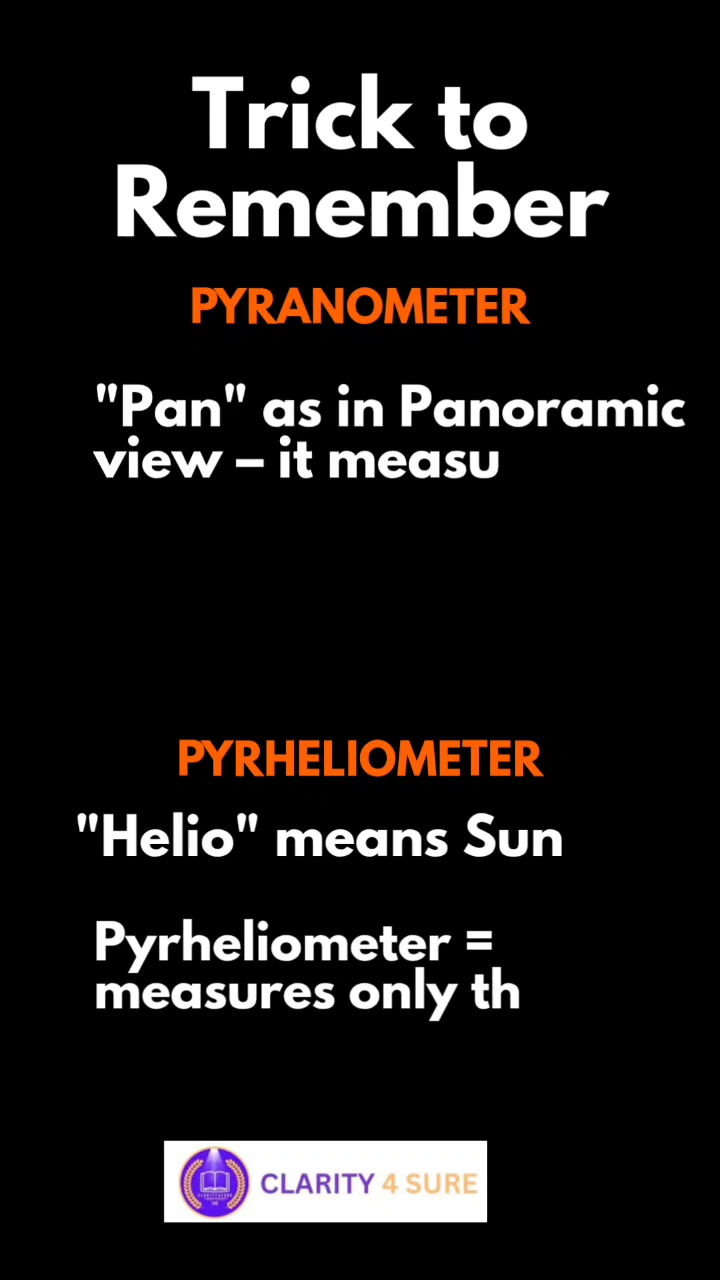 Trick to
Remember
PYRANOMETER
"Pan" as in Panoramic
view – it measu
PYRHELIOMETER
"Helio" means Sun
Pyrheliometer =
measures only th
CLARITY 4 SURE